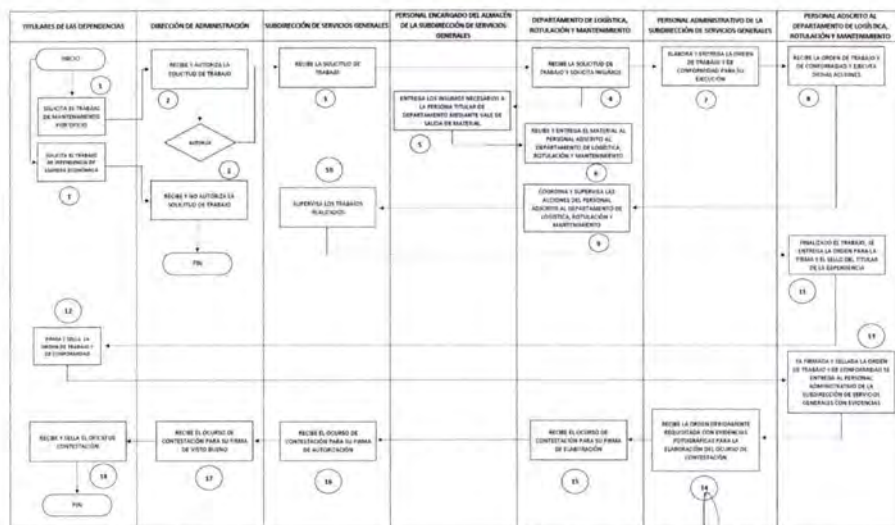 TITULARES DE LAS DEPENDENCIAS
DIRECCIÓN DE ADMINISTRACIÓN
SUBDIRECCIÓN DE SERVICIOS GENERALES
PERSONAL ENCARGADO DEL ALMACÉN
DE LA SUBDIRECCIÓN DE SERVICIOS
GENERALES
DEPARTAMENTO DE LOGÍSTICA,
ROTULACIÓN Y MANTENIMIENTO
PERSONAL ADMINISTRATIVO DE LA
SUBDIRECCIÓN DE SERVICIOS GENERALES
PERSONAL ADSCRITO AL
DEPARTAMENTO DE LOGÍSTICA,
ROTULACIÓN Y MANTENIMIENTO
INICIO
1
SOLICITA EL TRABAJO
DE MANTENIMIENTO
POR OFICIO
SOLICITA EL TRABAJO
1
RECIBE Y AUTORIZA LA
SOLICITUD DE TRABAJO
2
AUTORIZA
2
RECIBE Y NO AUTORIZA LA
SOLICITUD DE TRABAJO
FIN
RECIBE LA SOLICITUD DE
TRABAJO
3
10
SUPERVISA LOS TRABAJOS
REALIZADOS
ENTREGA LOS INSUMOS NECESARIOS A
LA PERSONA TITULAR DE
DEPARTAMENTO MEDIANTE VALE DE
SALIDA DE MATERIAL
5
RECIBE LA SOLICITUD DE
TRABAJO Y SOLICITA INSUMOS
4
RECIBE Y ENTREGA EL MATERIAL AL
PERSONAL ADSCRITO AL
DEPARTAMENTO DE LOGÍSTICA,
ROTULACIÓN Y MANTENIMIENTO
6
COORDINA Y SUPERVISA LAS
ACCIONES DEL PERSONAL
ADSCRITO AL DEPARTAMENTO DE
LOGÍSTICA, ROTULACIÓN Y
MANTENIMIENTO
9
ELABORA Y ENTREGA LA ORDEN
DE TRABAJO Y DE
CONFORMIDAD PARA SU
EJECUCIÓN
7
RECIBE LA ORDEN DE TRABAJO Y DE
CONFORMIDAD Y EJECUTA
DICHAS ACCIONES
8
FINALIZADO EL TRABAJO, SE
ENTREGA LA ORDEN PARA LA
FIRMA Y EL SELLO DEL TITULAR
DE LA DEPENDENCIA
11
12
FIRMA Y SELLA LA
ORDEN DE TRABAJO Y
DE CONFORMIDAD
13
YA FIRMADA Y SELLADA LA ORDEN
DE TRABAJO Y DE CONFORMIDAD SE
ENTREGA AL PERSONAL
ADMINISTRATIVO DE LA
SUBDIRECCIÓN DE SERVICIOS
GENERALES CON EVIDENCIAS
RECIBE LA ORDEN DEBIDAMENTE
REQUISITADA CON EVIDENCIAS
FOTOGRÁFICAS PARA LA
ELABORACIÓN DEL OCURSO DE
CONTESTACIÓN
14
RECIBE EL OCURSO DE
CONTESTACIÓN PARA SU FIRMA
DE ELABORACIÓN
15
RECIBE EL OCURSO DE
CONTESTACIÓN PARA SU FIRMA
DE AUTORIZACIÓN
16
RECIBE EL OCURSO DE
CONTESTACIÓN PARA SU FIRMA
DE VISTO BUENO
17
RECIBE Y SELLA EL OFICIO DE
CONTESTACIÓN
18
FIN